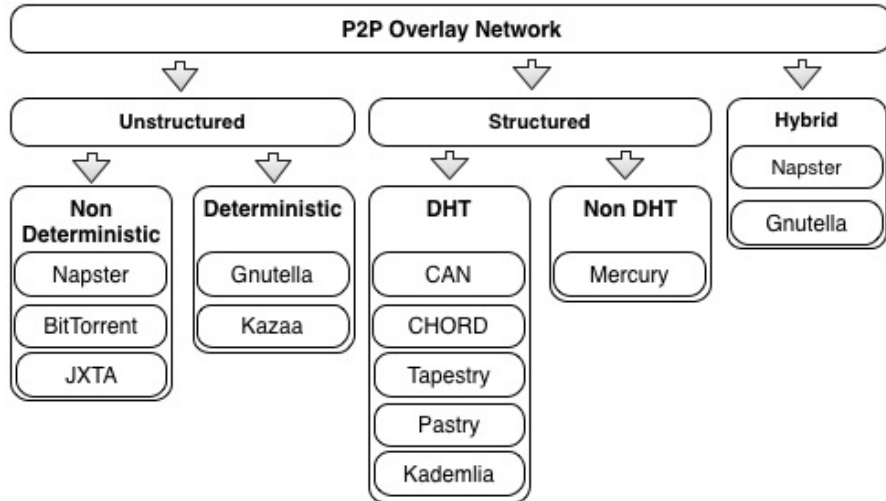 P2P Overlay Network
Unstructured
Structured
Hybrid
Napster
Gnutella
Non
Deterministic
Napster
BitTorrent
JXTA
Deterministic
Gnutella
Kazaa
DHT
CAN
CHORD
Tapestry
Pastry
Kademlia
Non DHT
Mercury